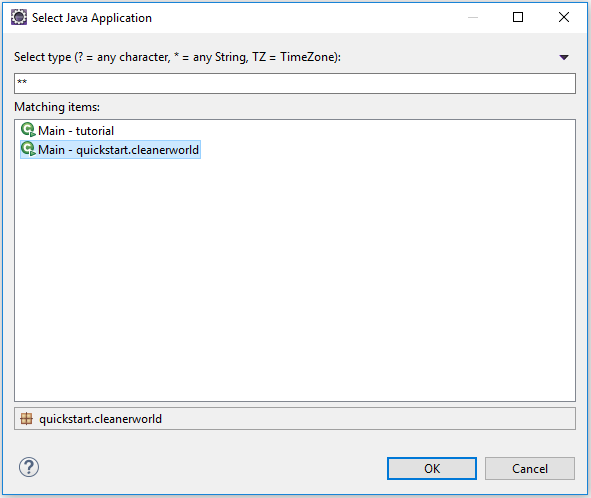 Select Java Application
Select type (? = any character, * = any String, TZ = TimeZone):
**
Matching items:
Main - tutorial
Main - quickstart.cleanerworld
quickstart.cleanerworld
?
OK
Cancel